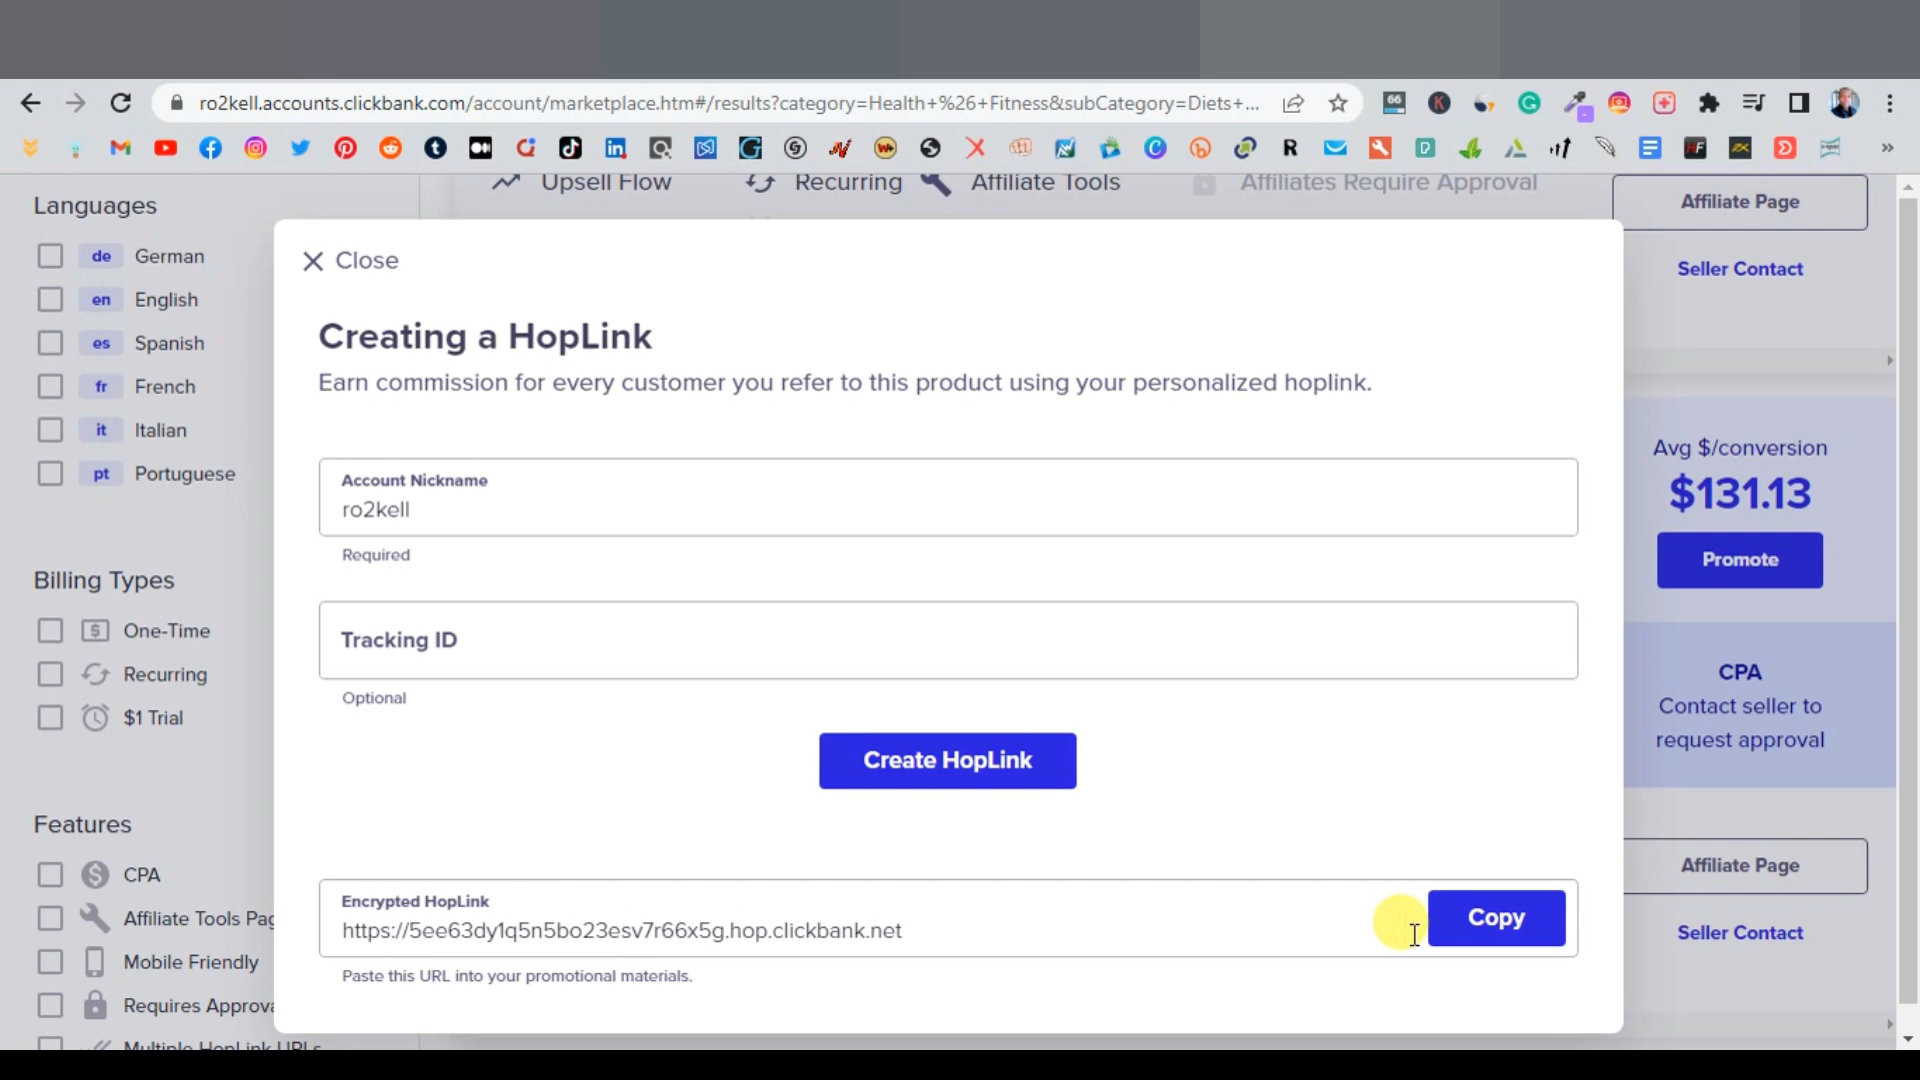 ro2kell.accounts.clickbank.com/account/marketplace.htm#/results?category=Health+%26+Fitness&subCategory=Diets+...
Upsell Flow
Recurring
Affiliate Tools
Affiliates Require Approval
Affiliate Page
Seller Contact
Languages
de German
en English
es Spanish
fr French
it Italian
pt Portuguese
Billing Types
One-Time
Recurring
$1 Trial
Features
CPA
Affiliate Tools Pag
Mobile Friendly
Requires Approva
Multiple HopLink URLs
Close
Creating a HopLink
Earn commission for every customer you refer to this product using your personalized hoplink.
Account Nickname
ro2kell
Required
Tracking ID
Optional
Create HopLink
Encrypted HopLink
https://5ee63dy1q5n5bo23esv7r66x5g.hop.clickbank.net
Copy
Paste this URL into your promotional materials.
Avg $/conversion
$131.13
Promote
CPA
Contact seller to
request approval
Affiliate Page
Seller Contact